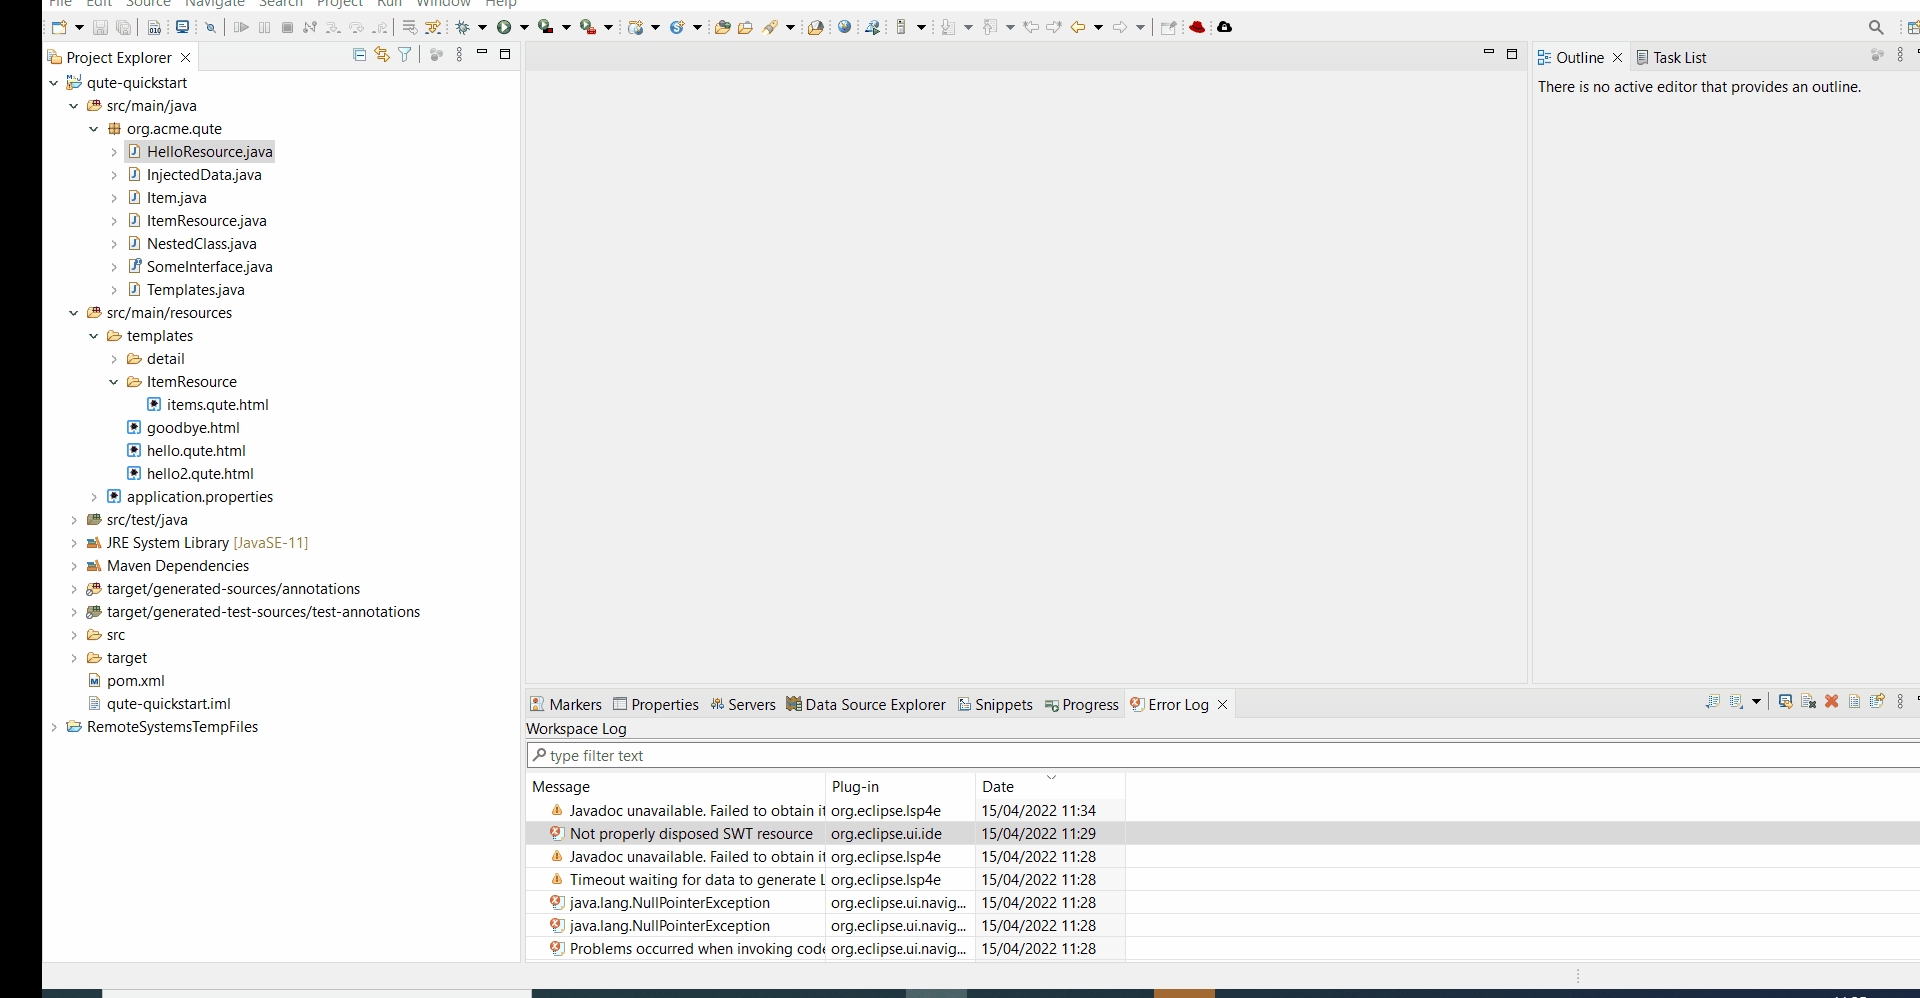 File Edit Source Navigate Search Project Run Window Help
Project Explorer
qute-quickstart
src/main/java
org.acme.qute
HelloResource.java
InjectedData.java
Item.java
ItemResource.java
NestedClass.java
SomeInterface.java
Templates.java
src/main/resources
templates
detail
ItemResource
items.qute.html
goodbye.html
hello.qute.html
hello2.qute.html
application.properties
src/test/java
JRE System Library [JavaSE-11]
Maven Dependencies
target/generated-sources/annotations
target/generated-test-sources/test-annotations
src
target
pom.xml
qute-quickstart.iml
RemoteSystemsTempFiles
Outline Task List
There is no active editor that provides an outline.
Markers Properties Servers Data Source Explorer Snippets Progress Error Log
Workspace Log
type filter text
Message Plug-in Date
Javadoc unavailable. Failed to obtain it org.eclipse.lsp4e 15/04/2022 11:34
Not properly disposed SWT resource org.eclipse.ui.ide 15/04/2022 11:29
Javadoc unavailable. Failed to obtain it org.eclipse.lsp4e 15/04/2022 11:28
Timeout waiting for data to generate L org.eclipse.lsp4e 15/04/2022 11:28
java.lang.NullPointerException org.eclipse.ui.navig... 15/04/2022 11:28
java.lang.NullPointerException org.eclipse.ui.navig... 15/04/2022 11:28
Problems occurred when invoking code org.eclipse.ui.navig... 15/04/2022 11:28